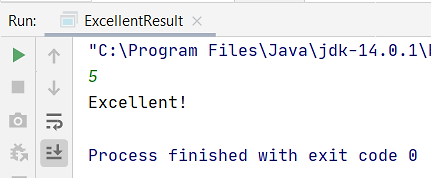 Run: ExcellentResult
"C:\Program Files\Java\jdk-14.0.1\
5
Excellent!
Process finished with exit code 0